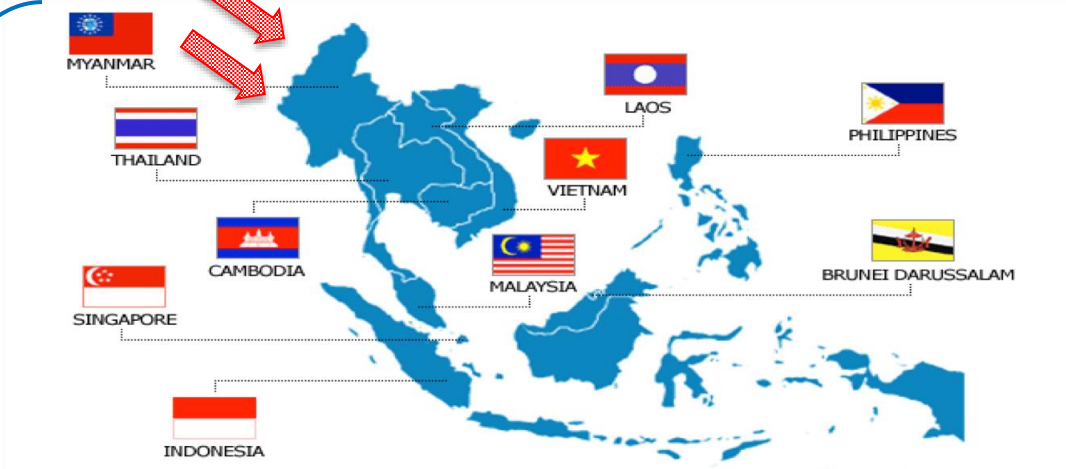 MYANMAR
LAOS
PHILIPPINES
THAILAND
VIETNAM
CAMBODIA
MALAYSIA
BRUNEI DARUSSALAM
SINGAPORE
INDONESIA